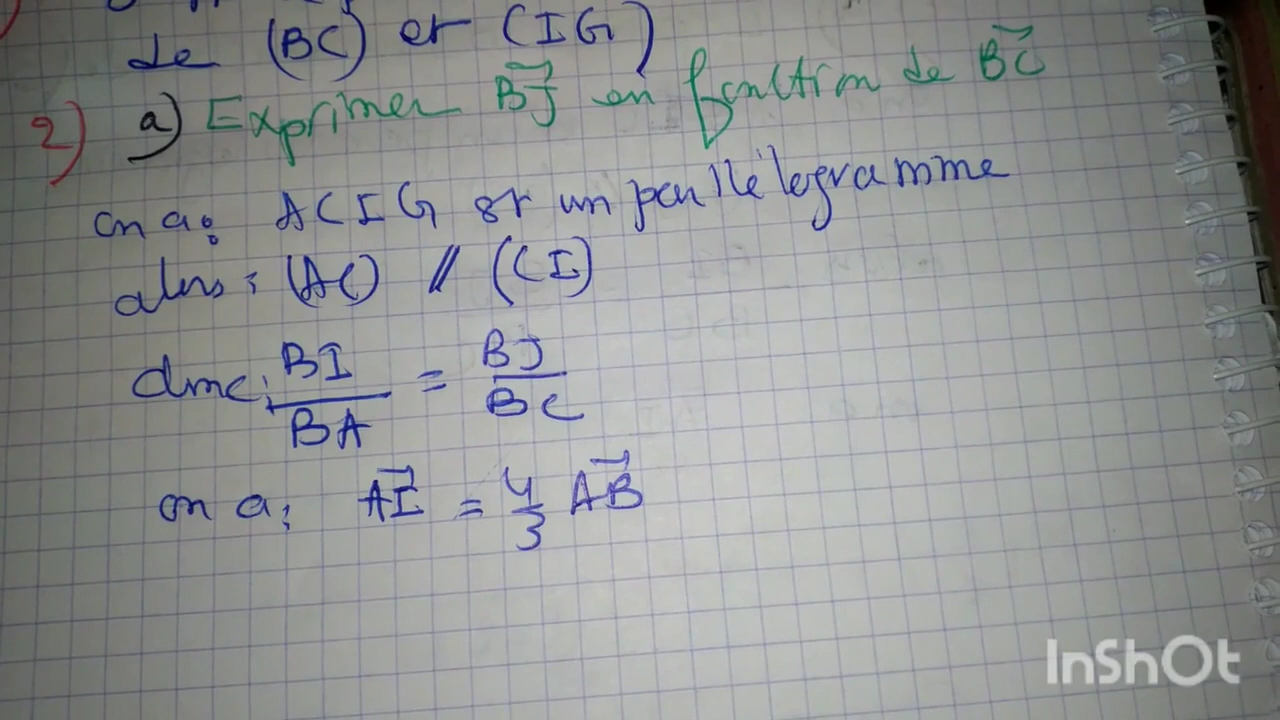 de (BC) et (IG)
2) a) Exprimer BJ en fonction de BC
on a: ACIG est un parllélogramme
alors : (AC) // (CI)
donc: BI/BA = BJ/BC
on a: AI = 4/3 AB
InShOt